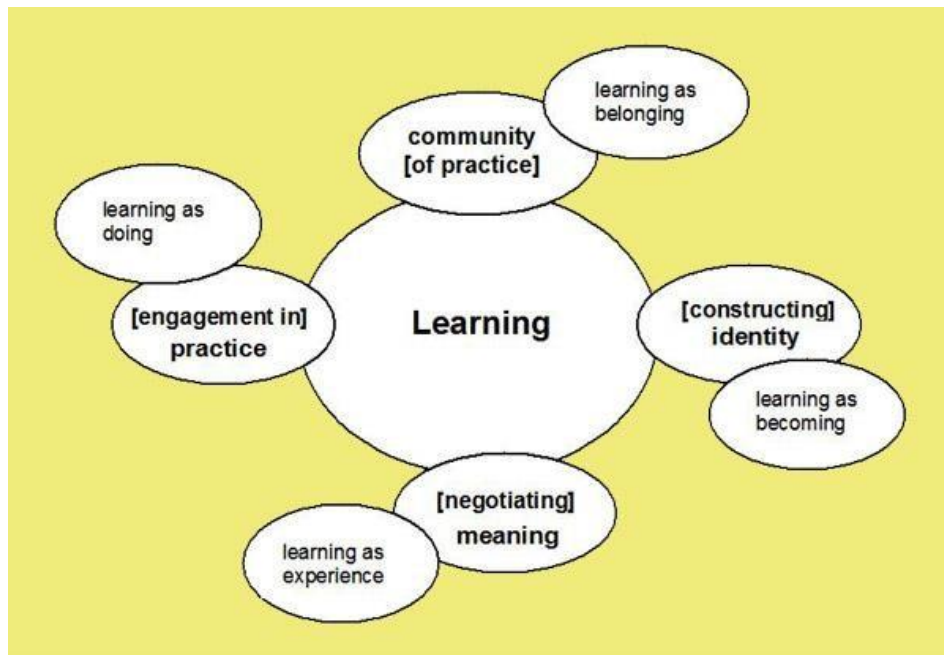 learning as
belonging
community
[of practice]
learning as
doing
[engagement in]
practice
Learning
[constructing]
identity
learning as
becoming
[negotiating]
meaning
learning as
experience